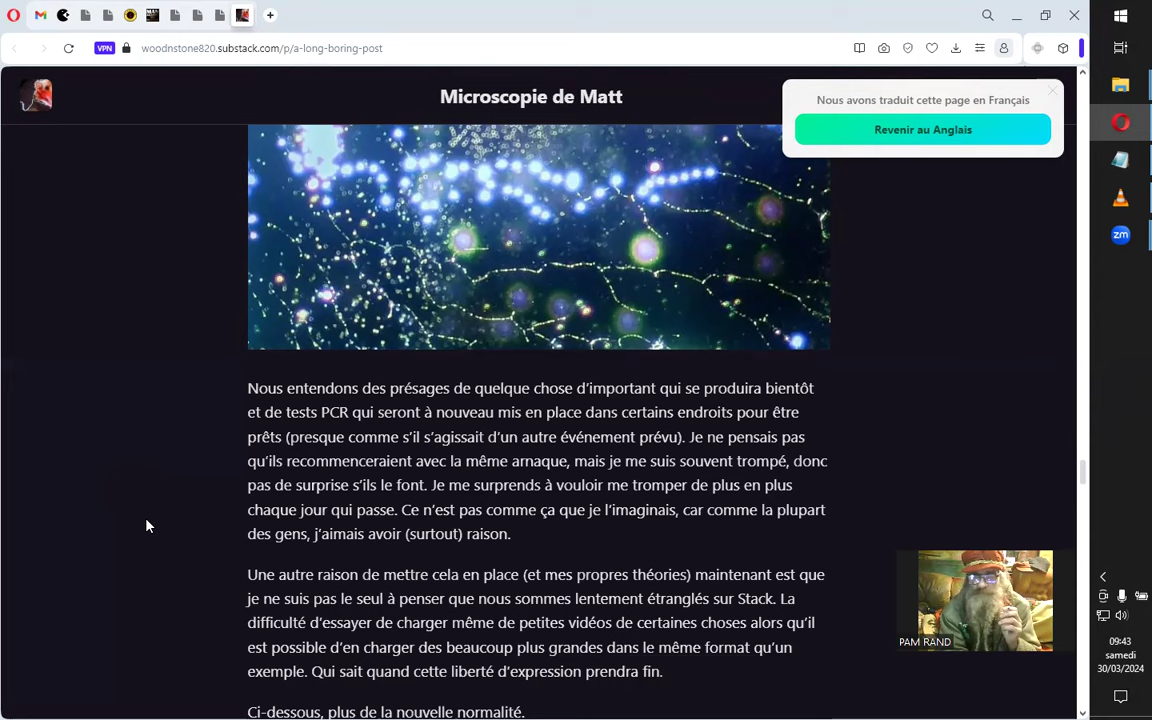 woodnstone820.substack.com/p/a-long-boring-post
VPN
Microscopie de Matt
Nous avons traduit cette page en Français
Revenir au Anglais
Nous entendons des présages de quelque chose d’important qui se produira bientôt
et de tests PCR qui seront à nouveau mis en place dans certains endroits pour être
prêts (presque comme s’il s’agissait d’un autre événement prévu). Je ne pensais pas
qu’ils recommenceraient avec la même arnaque, mais je me suis souvent trompé, donc
pas de surprise s’ils le font. Je me surprends à vouloir me tromper de plus en plus
chaque jour qui passe. Ce n’est pas comme ça que je l’imaginais, car comme la plupart
des gens, j’aimais avoir (surtout) raison.
Une autre raison de mettre cela en place (et mes propres théories) maintenant est que
je ne suis pas le seul à penser que nous sommes lentement étranglés sur Stack. La
difficulté d’essayer de charger même de petites vidéos de certaines choses alors qu’il
est possible d’en charger des beaucoup plus grandes dans le même format qu’un
exemple. Qui sait quand cette liberté d’expression prendra fin.
Ci-dessous, plus de la nouvelle normalité.
PAM RAND
zm
09:43
samedi
30/03/2024